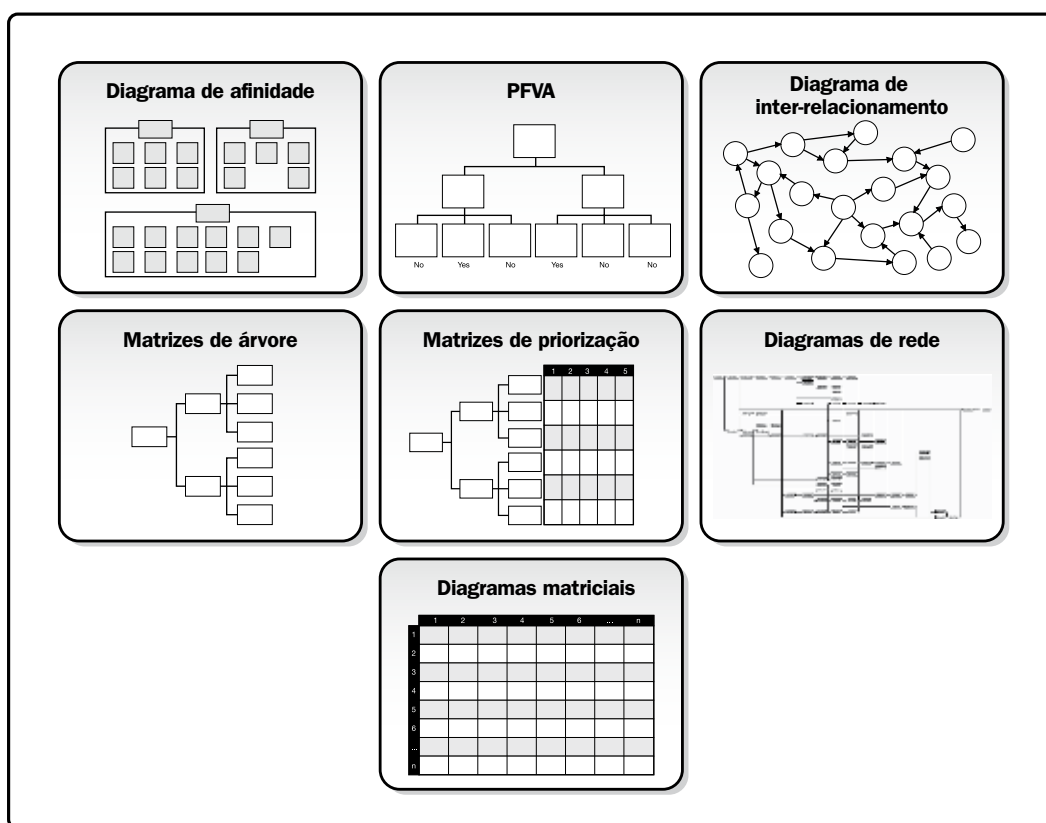 Diagrama de afinidade
PFVA
No Yes No Yes No No
Diagrama de
inter-relacionamento
Matrizes de árvore
Matrizes de priorização
1 2 3 4 5
Diagramas de rede
Diagramas matriciais
1 2 3 4 5 6 ... n
1
2
3
4
5
6
...
n